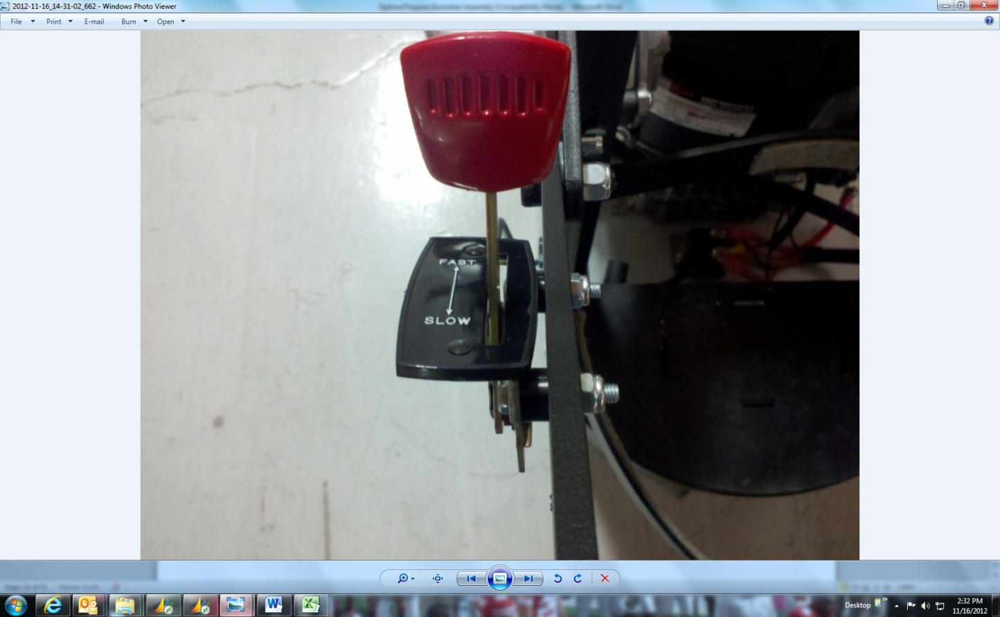 2012-11-16_14-31-02_662 - Windows Photo Viewer
File Print E-mail Burn Open
FAST
SLOW
Desktop
2:32 PM
11/16/2012